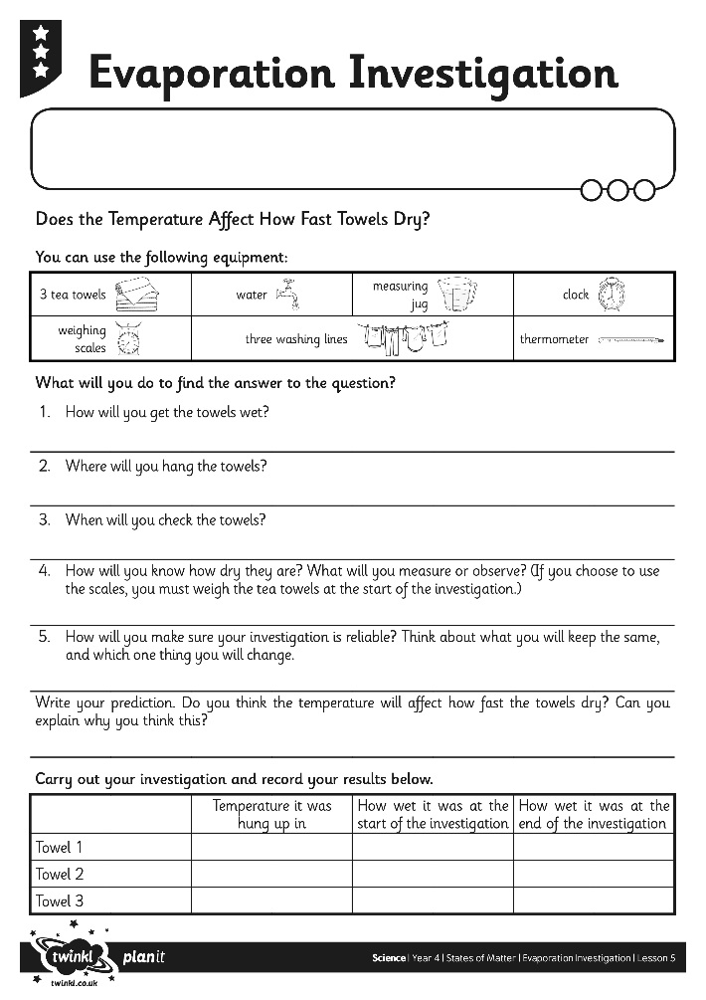 Evaporation Investigation
Does the Temperature Affect How Fast Towels Dry?
You can use the following equipment:
3 tea towels
water
measuring
jug
clock
weighing
scales
three washing lines
thermometer
What will you do to find the answer to the question?
1. How will you get the towels wet?
2. Where will you hang the towels?
3. When will you check the towels?
4. How will you know how dry they are? What will you measure or observe? (If you choose to use
the scales, you must weigh the tea towels at the start of the investigation.)
5. How will you make sure your investigation is reliable? Think about what you will keep the same,
and which one thing you will change.
Write your prediction. Do you think the temperature will affect how fast the towels dry? Can you
explain why you think this?
Carry out your investigation and record your results below.
Temperature it was
hung up in
How wet it was at the
start of the investigation
How wet it was at the
end of the investigation
Towel 1
Towel 2
Towel 3
twinkl planit
twinkl.co.uk
Science | Year 4 | States of Matter | Evaporation Investigation | Lesson 5